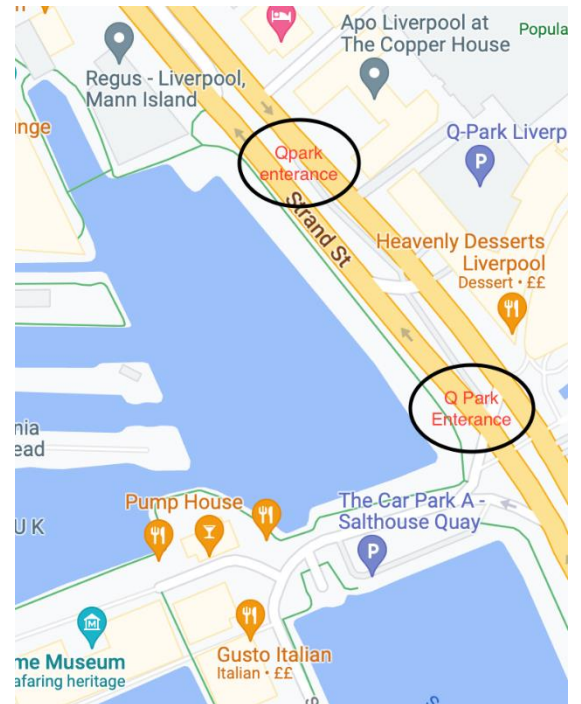 Apo Liverpool at
The Copper House
Popula
Regus - Liverpool,
Mann Island
nge
Qpark
enterance
Q-Park Liverp
P
Strand St
Heavenly Desserts
Liverpool
Dessert • ££
Q Park
Enterance
nia
ead
Pump House
The Car Park A -
Salthouse Quay
P
U K
M
me Museum
afaring heritage
Gusto Italian
Italian • ££